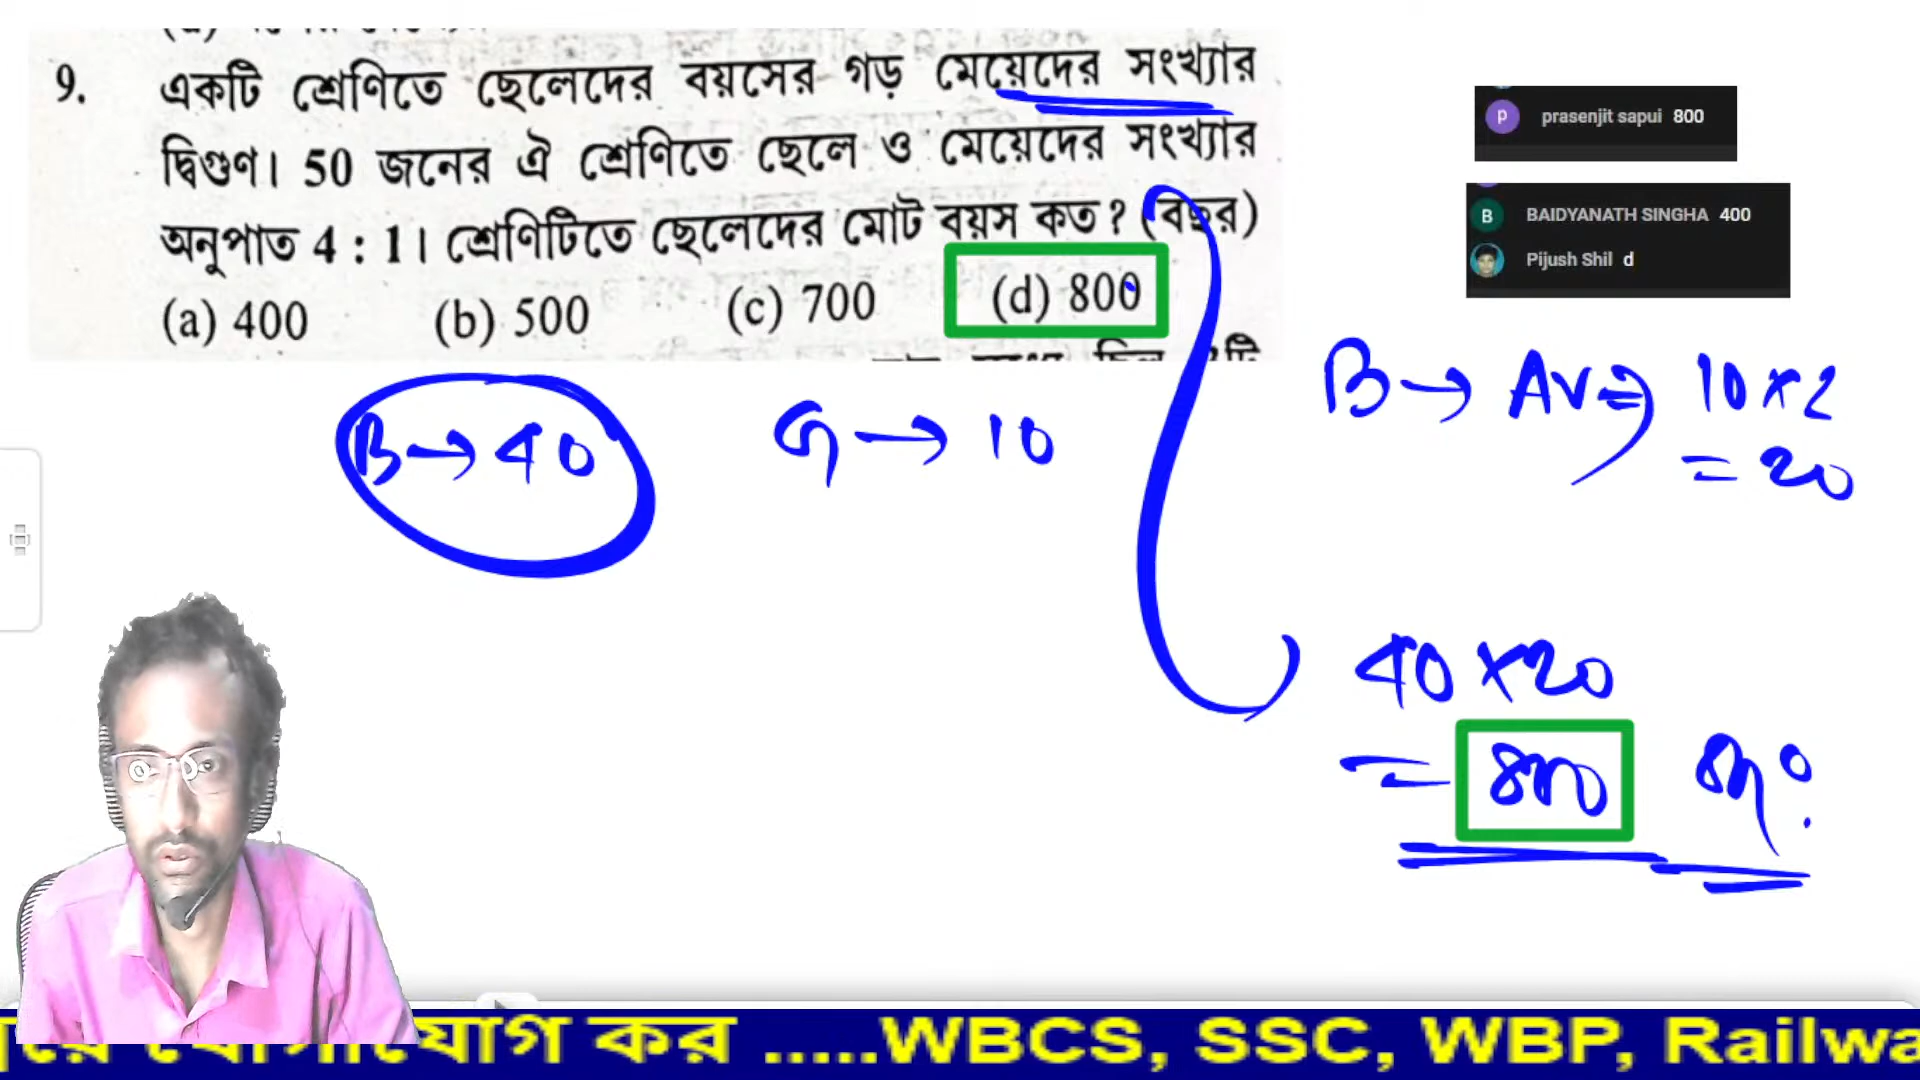 9. একটি শ্রেণিতে ছেলেদের বয়সের গড় মেয়েদের সংখ্যার
দ্বিগুণ। 50 জনের ঐ শ্রেণিতে ছেলে ও মেয়েদের সংখ্যার
অনুপাত 4 : 1। শ্রেণিটিতে ছেলেদের মোট বয়স কত? (বছর)
(a) 400 (b) 500 (c) 700 (d) 800
P prasenjit sapui 800
B BAIDYANATH SINGHA 400
Pijush Shil d
B → 40 G → 10
B → Av ⇒ 10 × 2
= 20
40 × 20
= 800
যোগাযোগ কর .....WBCS, SSC, WBP, Railwa